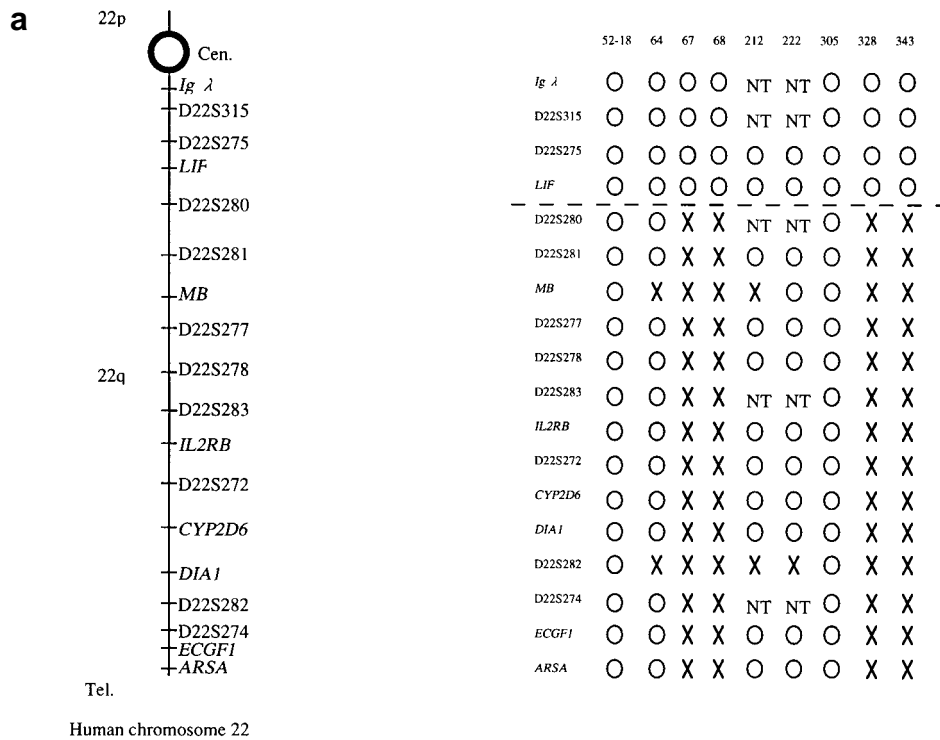 a
22p
Cen.
Ig λ
D22S315
D22S275
LIF
D22S280
D22S281
MB
D22S277
D22S278
22q
D22S283
IL2RB
D22S272
CYP2D6
DIA1
D22S282
D22S274
ECGF1
ARSA
Tel.
Human chromosome 22
52-18 64 67 68 212 222 305 328 343
Ig λ O O O O NT NT O O O
D22S315 O O O O NT NT O O O
D22S275 O O O O O O O O O
LIF O O O O O O O O O
D22S280 O O X X NT NT O X X
D22S281 O O X X O O O X X
MB O X X X X O O X X
D22S277 O O X X O O O X X
D22S278 O O X X O O O X X
D22S283 O O X X NT NT O X X
IL2RB O O X X O O O X X
D22S272 O O X X O O O X X
CYP2D6 O O X X O O O X X
DIA1 O O X X O O O X X
D22S282 O X X X X X O X X
D22S274 O O X X NT NT O X X
ECGF1 O O X X O O O X X
ARSA O O X X O O O X X